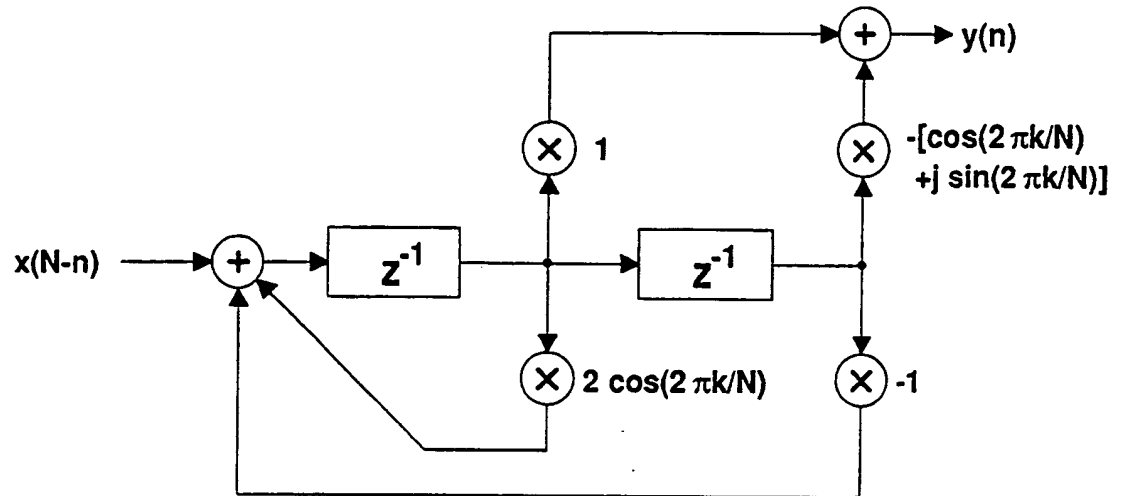 +
y(n)
×
1
×
-[cos(2 πk/N)
+j sin(2 πk/N)]
x(N-n)
+
z⁻¹
z⁻¹
×
2 cos(2 πk/N)
×
-1